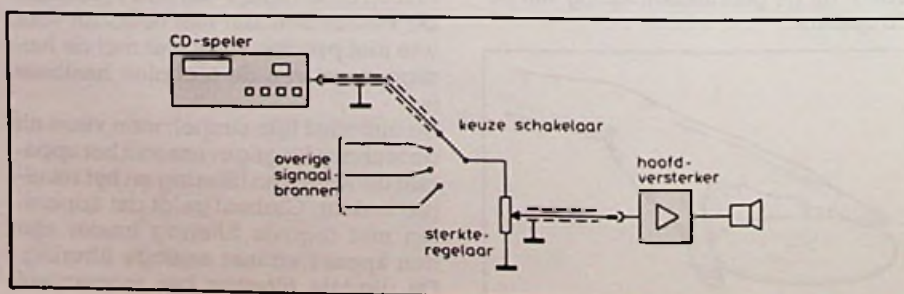 CD-speler
keuze schakelaar
overige
signaal-
bronnen
hoofd-
versterker
sterkte-
regelaar